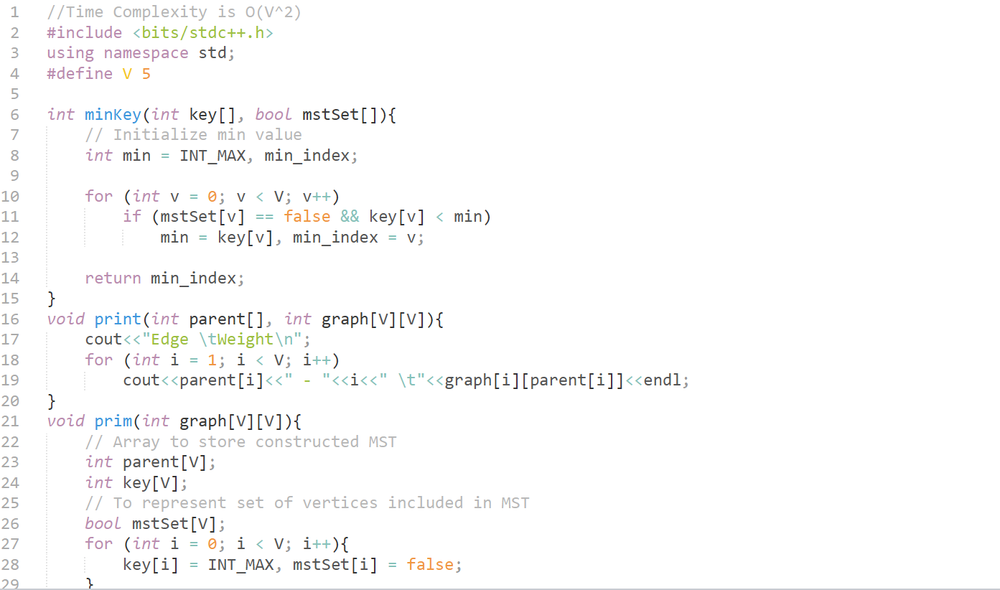 1 //Time Complexity is O(V^2)
2 #include <bits/stdc++.h>
3 using namespace std;
4 #define V 5
5
6 int minKey(int key[], bool mstSet[]){
7     // Initialize min value
8     int min = INT_MAX, min_index;
9
10     for (int v = 0; v < V; v++)
11         if (mstSet[v] == false && key[v] < min)
12             min = key[v], min_index = v;
13
14     return min_index;
15 }
16 void print(int parent[], int graph[V][V]){
17     cout<<"Edge \tWeight\n";
18     for (int i = 1; i < V; i++)
19         cout<<parent[i]<<" - "<<i<<" \t"<<graph[i][parent[i]]<<endl;
20 }
21 void prim(int graph[V][V]){
22     // Array to store constructed MST
23     int parent[V];
24     int key[V];
25     // To represent set of vertices included in MST
26     bool mstSet[V];
27     for (int i = 0; i < V; i++){
28         key[i] = INT_MAX, mstSet[i] = false;
29     }